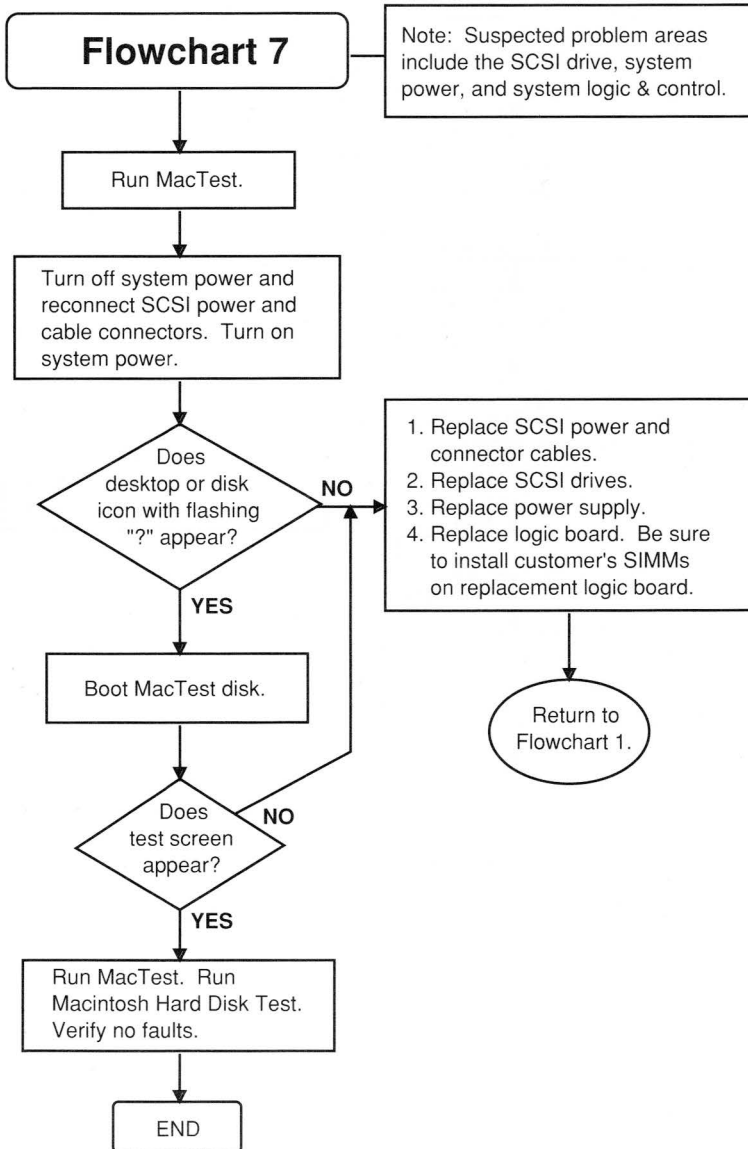 Flowchart 7
Note: Suspected problem areas
include the SCSI drive, system
power, and system logic & control.
Run MacTest.
Turn off system power and
reconnect SCSI power and
cable connectors. Turn on
system power.
Does
desktop or disk
icon with flashing
"?" appear?
NO
1. Replace SCSI power and
connector cables.
2. Replace SCSI drives.
3. Replace power supply.
4. Replace logic board. Be sure
to install customer's SIMMs
on replacement logic board.
YES
Boot MacTest disk.
Return to
Flowchart 1.
Does
test screen
appear?
NO
YES
Run MacTest. Run
Macintosh Hard Disk Test.
Verify no faults.
END